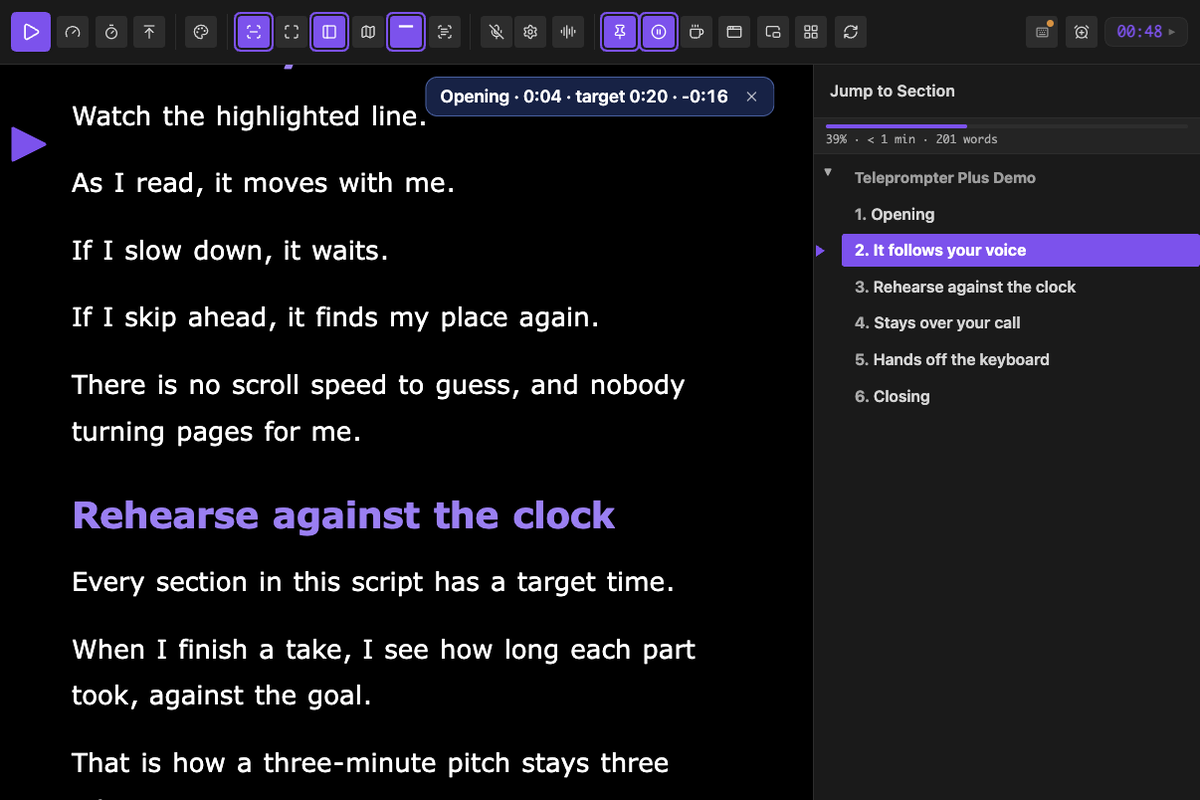 00:48
Opening · 0:04 · target 0:20 · -0:16
Watch the highlighted line.
As I read, it moves with me.
If I slow down, it waits.
If I skip ahead, it finds my place again.
There is no scroll speed to guess, and nobody
turning pages for me.
Rehearse against the clock
Every section in this script has a target time.
When I finish a take, I see how long each part
took, against the goal.
That is how a three-minute pitch stays three
Jump to Section
39% · < 1 min · 201 words
Teleprompter Plus Demo
1. Opening
2. It follows your voice
3. Rehearse against the clock
4. Stays over your call
5. Hands off the keyboard
6. Closing